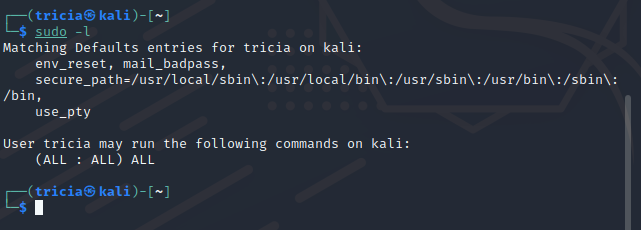 ┌──(tricia㉿kali)-[~]
└─$ sudo -l
Matching Defaults entries for tricia on kali:
    env_reset, mail_badpass,
    secure_path=/usr/local/sbin\:/usr/local/bin\:/usr/sbin\:/usr/bin\:/sbin\:
/bin,
    use_pty

User tricia may run the following commands on kali:
    (ALL : ALL) ALL

┌──(tricia㉿kali)-[~]
└─$